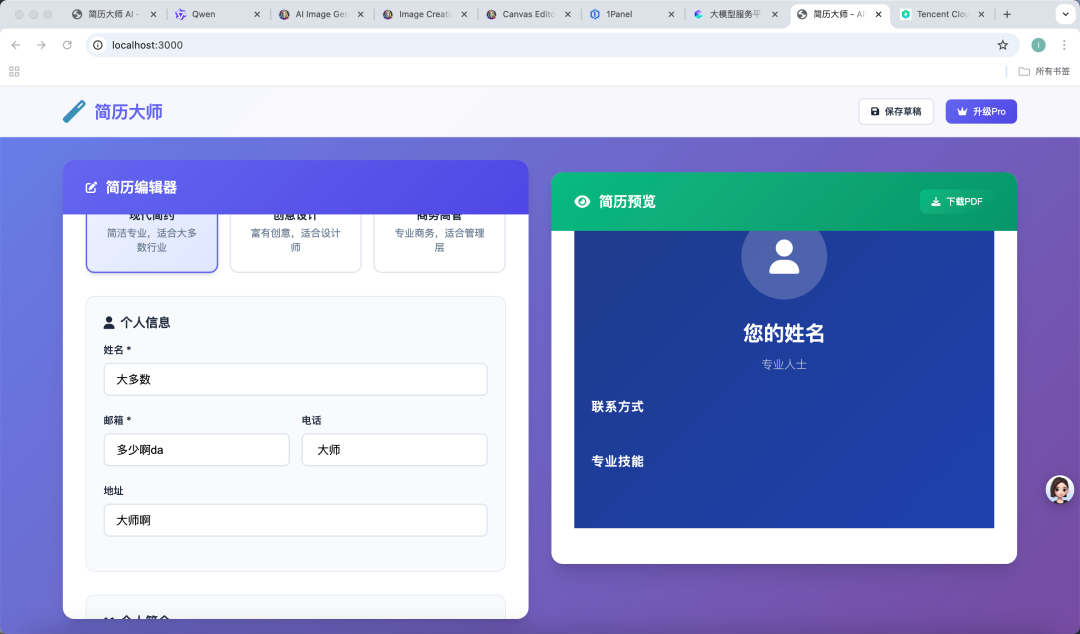 简历大师 AI -
Qwen
AI Image Ge
Image Creati
Canvas Edito
1Panel
大模型服务平
简历大师 - AI
Tencent Clou
localhost:3000
所有书签
简历大师
保存草稿
升级Pro
简历编辑器
现代简约
创意设计
商务高管
简洁专业，适合大多
数行业
富有创意，适合设计
师
专业商务，适合管理
层
个人信息
姓名 *
大多数
邮箱 *
电话
多少啊da
大师
地址
大师啊
个人简介
简历预览
下载PDF
您的姓名
专业人士
联系方式
专业技能